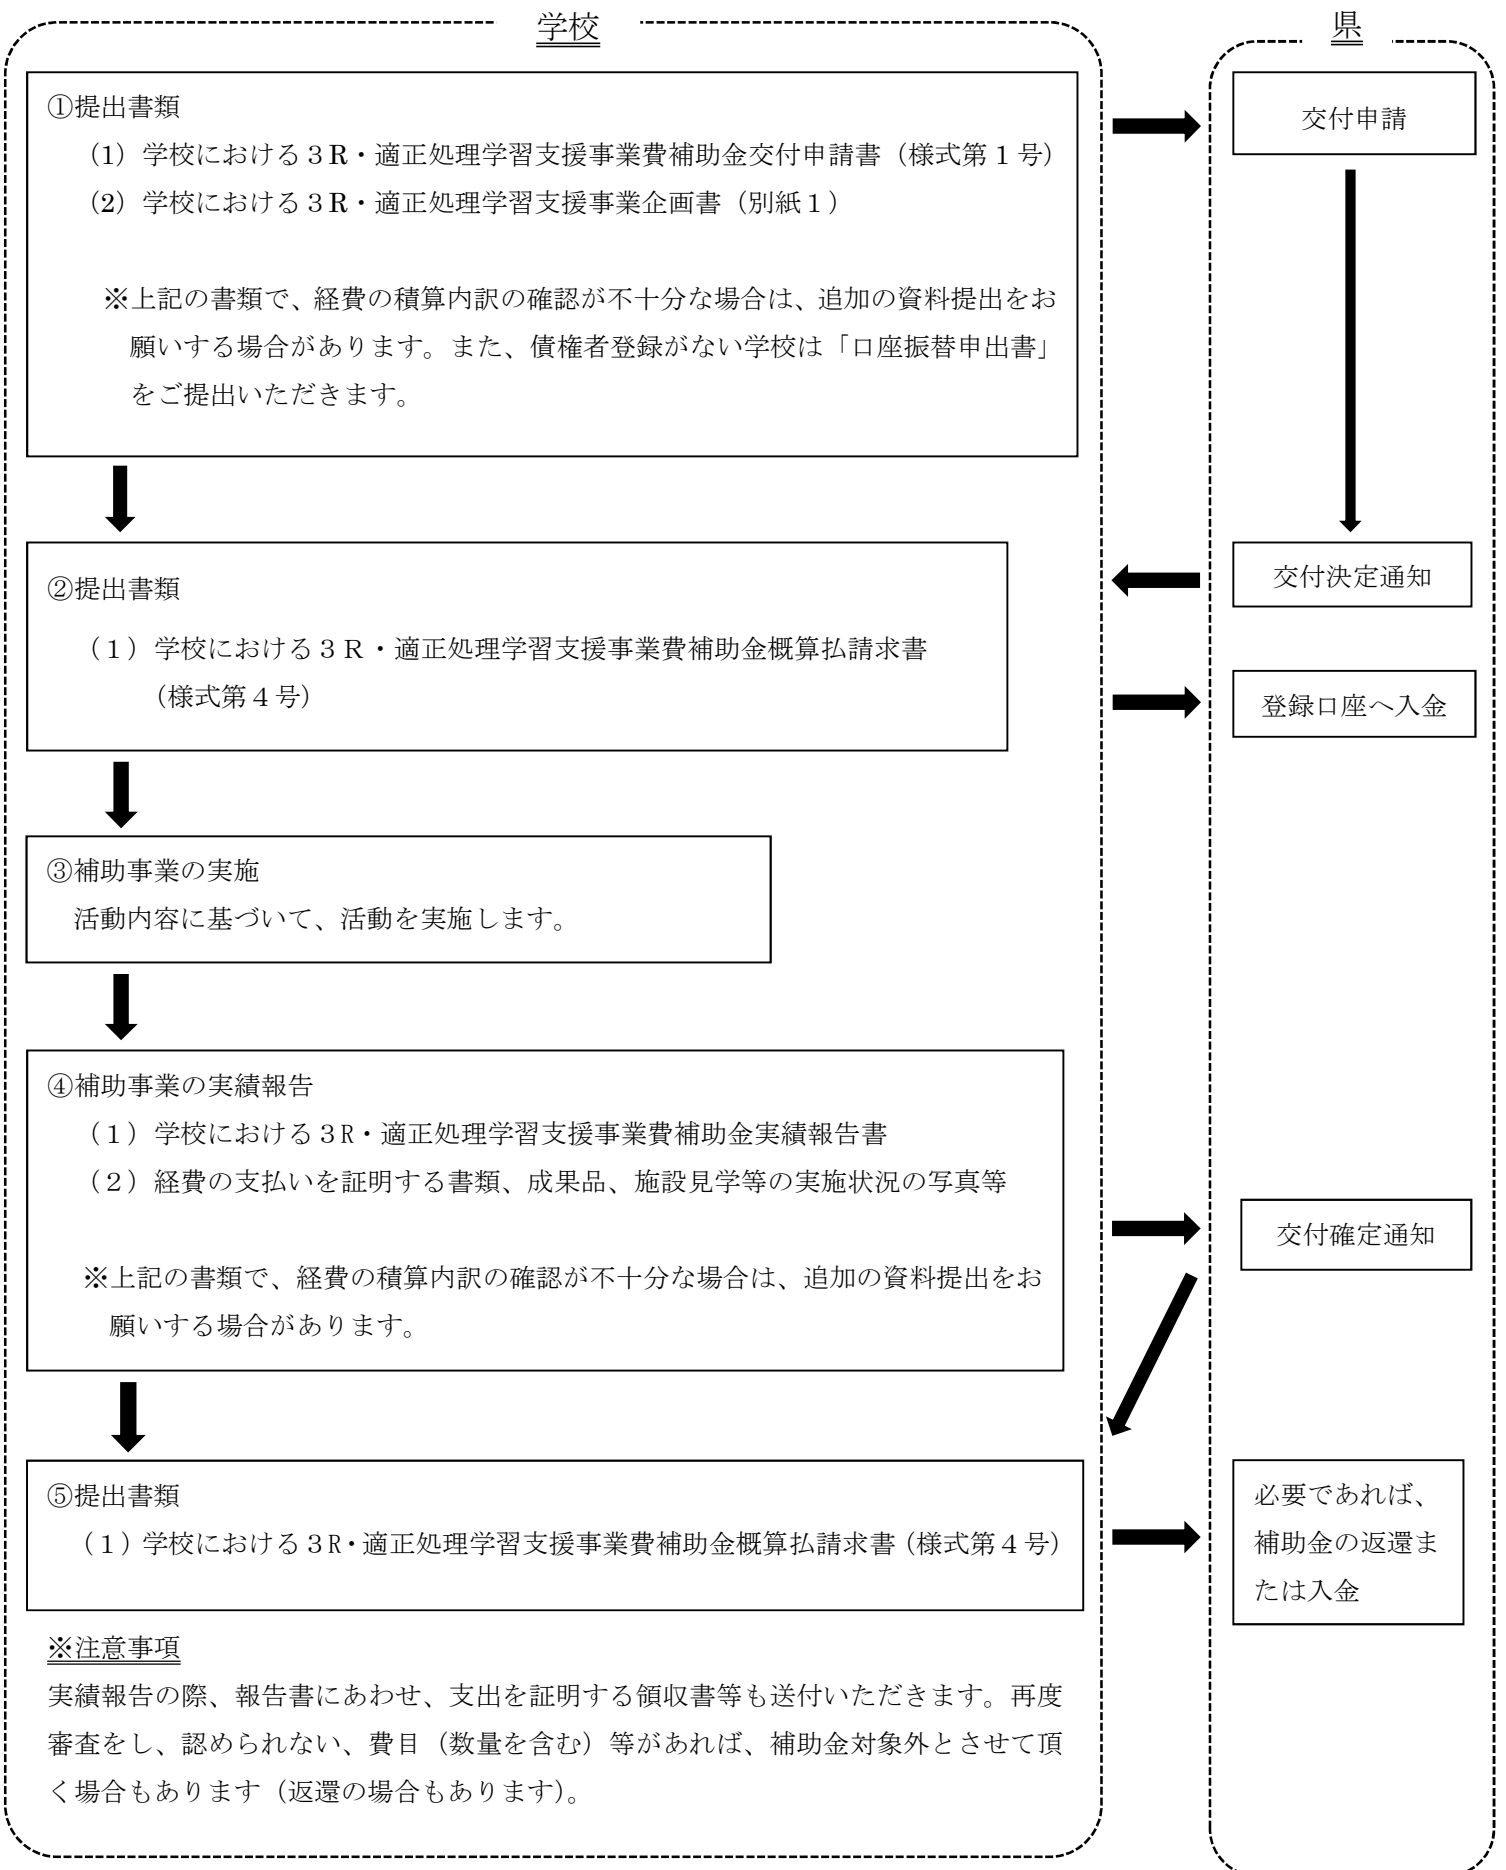 学校
①提出書類
(1) 学校における３R・適正処理学習支援事業費補助金交付申請書（様式第１号）
(2) 学校における３R・適正処理学習支援事業企画書（別紙１）
※上記の書類で、経費の積算内訳の確認が不十分な場合は、追加の資料提出をお
願いする場合があります。また、債権者登録がない学校は「口座振替申出書」
をご提出いただきます。
②提出書類
（１）学校における３Ｒ・適正処理学習支援事業費補助金概算払請求書
（様式第４号）
③補助事業の実施
活動内容に基づいて、活動を実施します。
④補助事業の実績報告
（１）学校における３R・適正処理学習支援事業費補助金実績報告書
（２）経費の支払いを証明する書類、成果品、施設見学等の実施状況の写真等
※上記の書類で、経費の積算内訳の確認が不十分な場合は、追加の資料提出をお
願いする場合があります。
⑤提出書類
（１）学校における３R・適正処理学習支援事業費補助金概算払請求書（様式第４号）
※注意事項
実績報告の際、報告書にあわせ、支出を証明する領収書等も送付いただきます。再度
審査をし、認められない、費目（数量を含む）等があれば、補助金対象外とさせて頂
く場合もあります（返還の場合もあります）。
県
交付申請
交付決定通知
登録口座へ入金
交付確定通知
必要であれば、
補助金の返還ま
たは入金